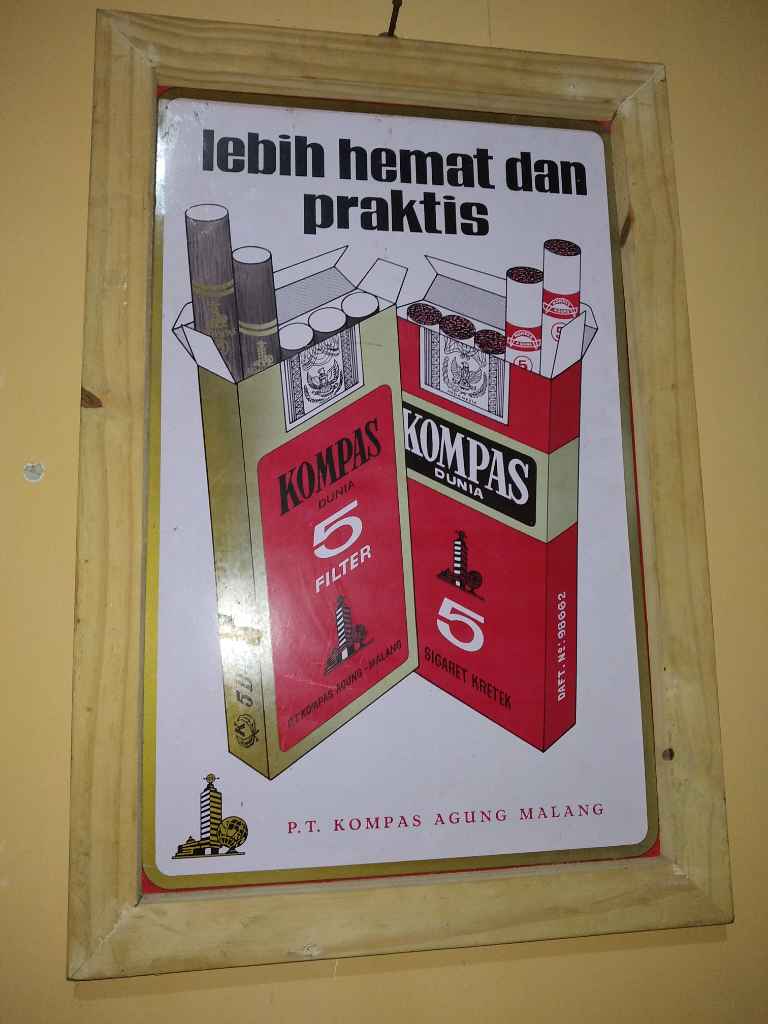 lebih hemat dan
praktis
KOMPAS
DUNIA
5
FILTER
P.T. KOMPAS AGUNG - MALANG
KOMPAS
DUNIA
5
SIGARET KRETEK
DAFT. No: 98662
P.T. KOMPAS AGUNG MALANG